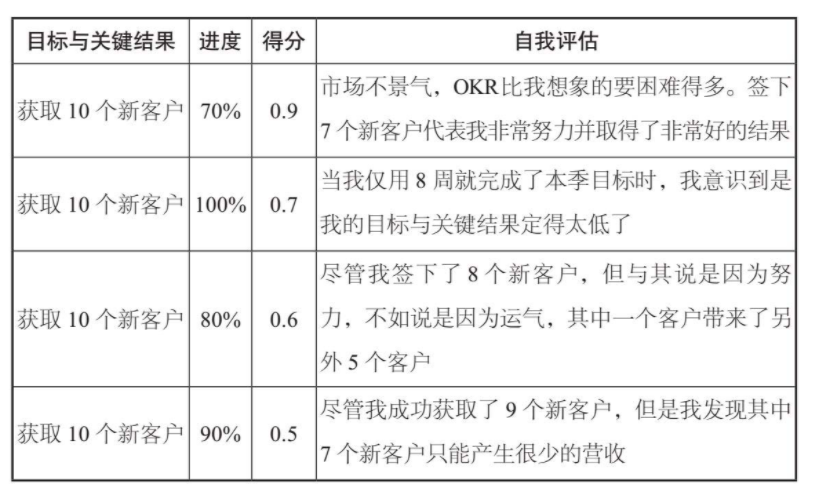 目标与关键结果 进度 得分 自我评估
获取 10 个新客户 70% 0.9 市场不景气，OKR比我想象的要困难得多。签下
7 个新客户代表我非常努力并取得了非常好的结果
获取 10 个新客户 100% 0.7 当我仅用 8 周就完成了本季目标时，我意识到是
我的目标与关键结果定得太低了
获取 10 个新客户 80% 0.6 尽管我签下了 8 个新客户，但与其说是因为努
力，不如说是因为运气，其中一个客户带来了另
外 5 个客户
获取 10 个新客户 90% 0.5 尽管我成功获取了 9 个新客户，但是我发现其中
7 个新客户只能产生很少的营收